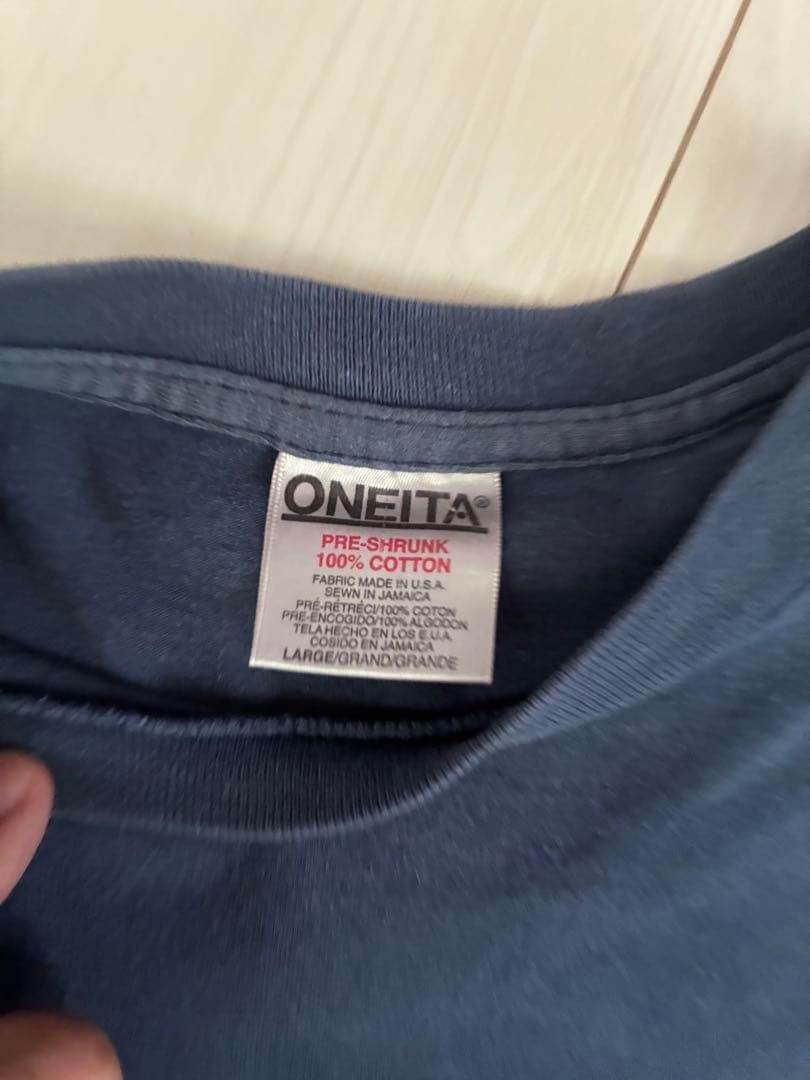 ONEITA®
PRE-SHRUNK
100% COTTON
FABRIC MADE IN U.S.A.
SEWN IN JAMAICA
PRÉ-RÉTRÉCI/100% COTON
PRE-ENCOGIDO/100% ALGODON
TELA HECHO EN LOS E.U.A.
COSIDO EN JAMAICA
LARGE/GRAND/GRANDE